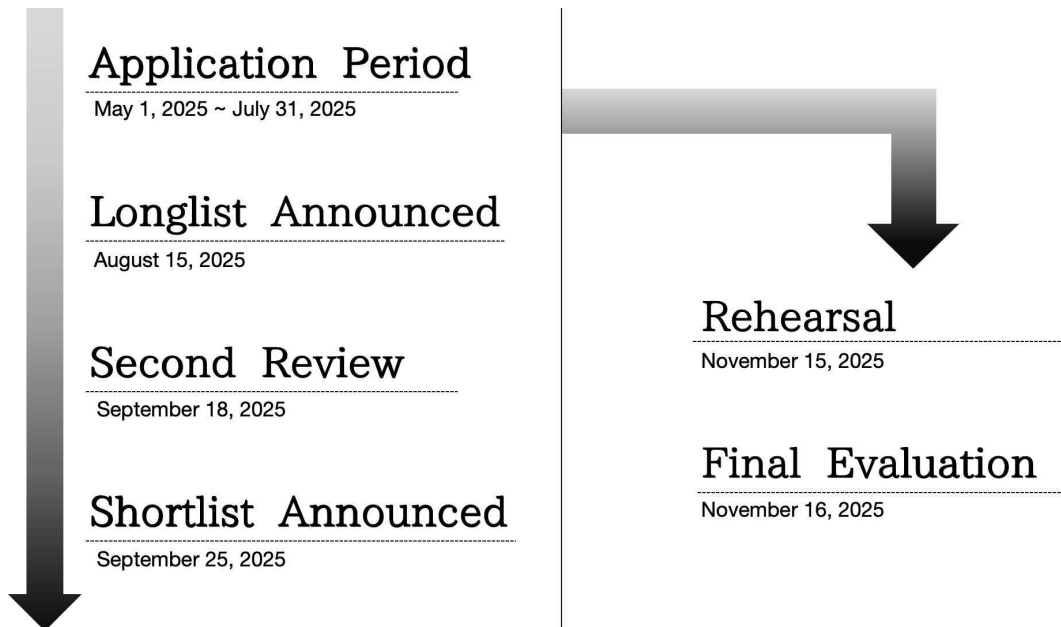 Application Period
May 1, 2025 ~ July 31, 2025
Longlist Announced
August 15, 2025
Second Review
September 18, 2025
Shortlist Announced
September 25, 2025
Rehearsal
November 15, 2025
Final Evaluation
November 16, 2025